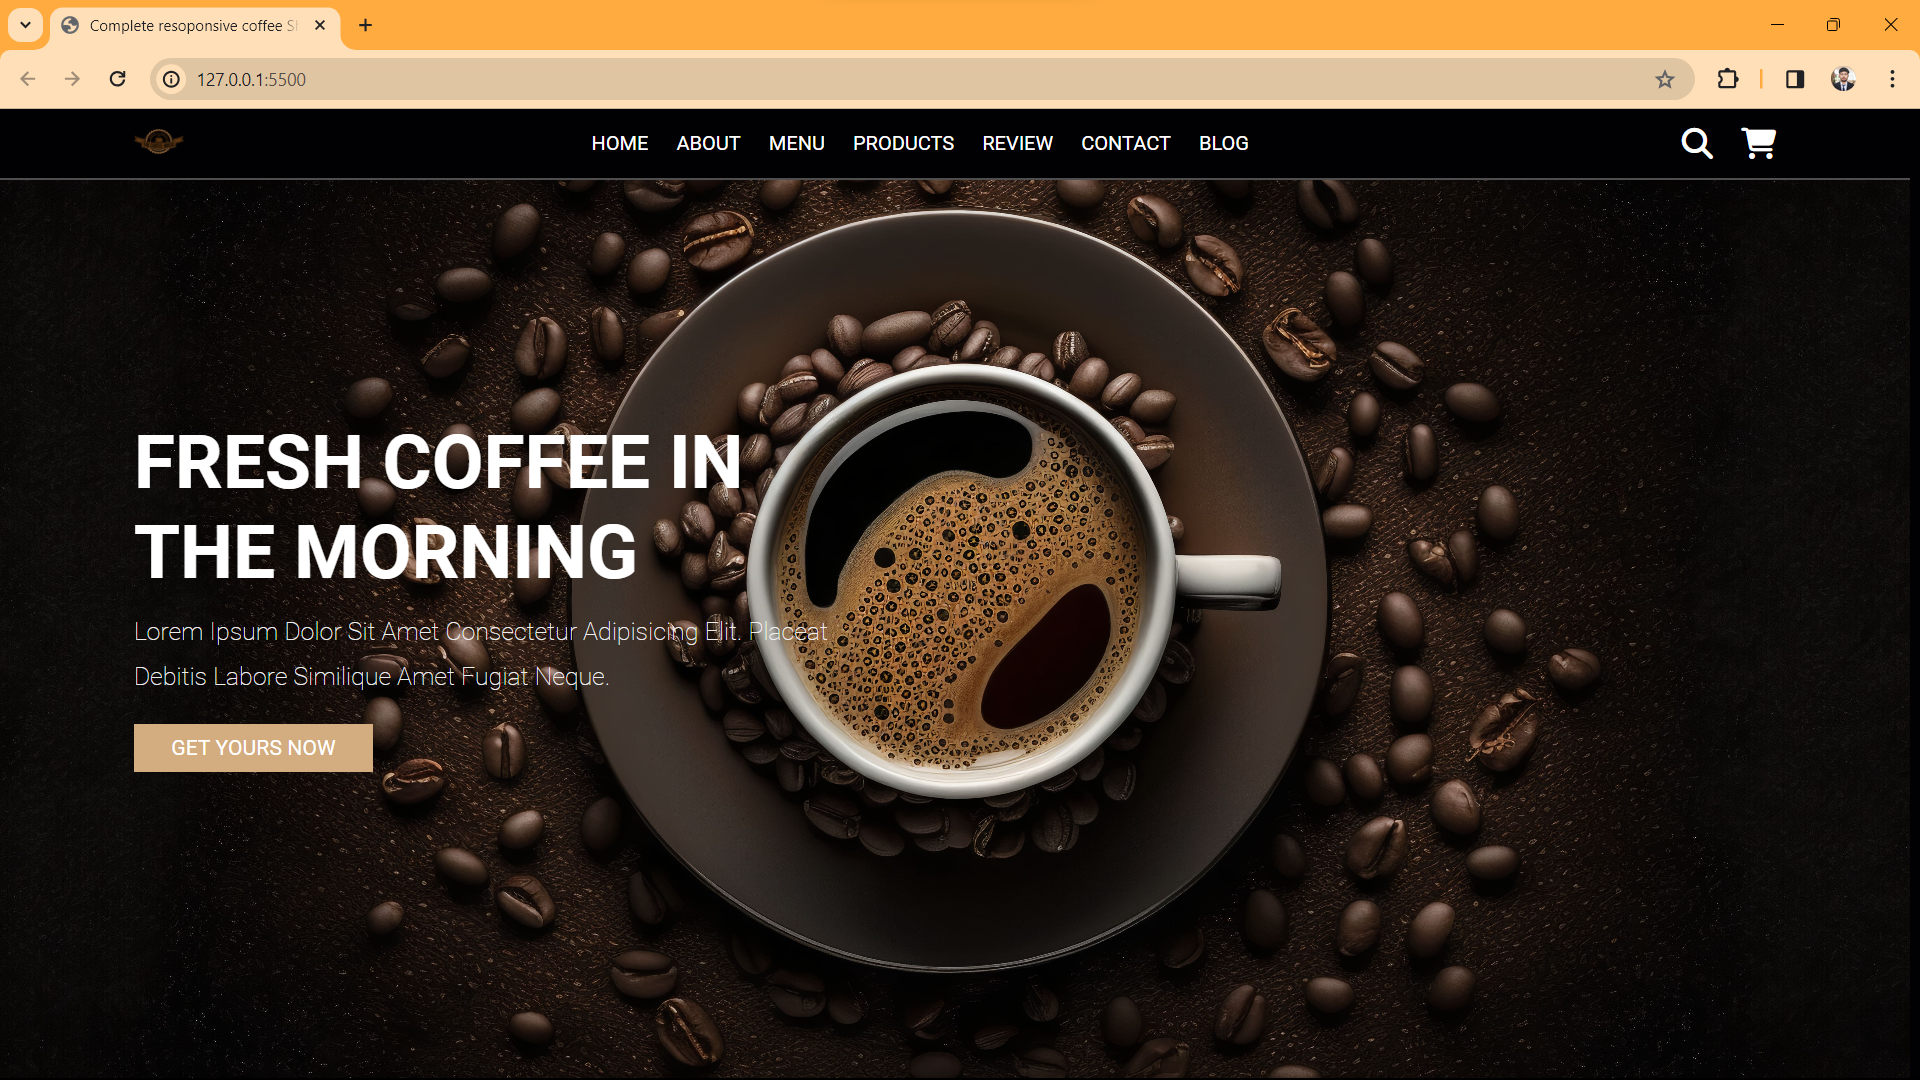 Complete resoponsive coffee S
127.0.0.1:5500
HOME ABOUT MENU PRODUCTS REVIEW CONTACT BLOG
FRESH COFFEE IN
THE MORNING
Lorem Ipsum Dolor Sit Amet Consectetur Adipisicing Elit. Placeat
Debitis Labore Similique Amet Fugiat Neque.
GET YOURS NOW